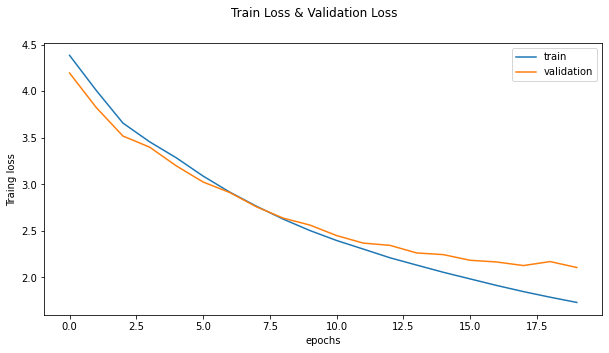 Train Loss & Validation Loss
4.5
4.0
3.5
3.0
2.5
2.0
Traing loss
train
validation
0.0 2.5 5.0 7.5 10.0 12.5 15.0 17.5
epochs